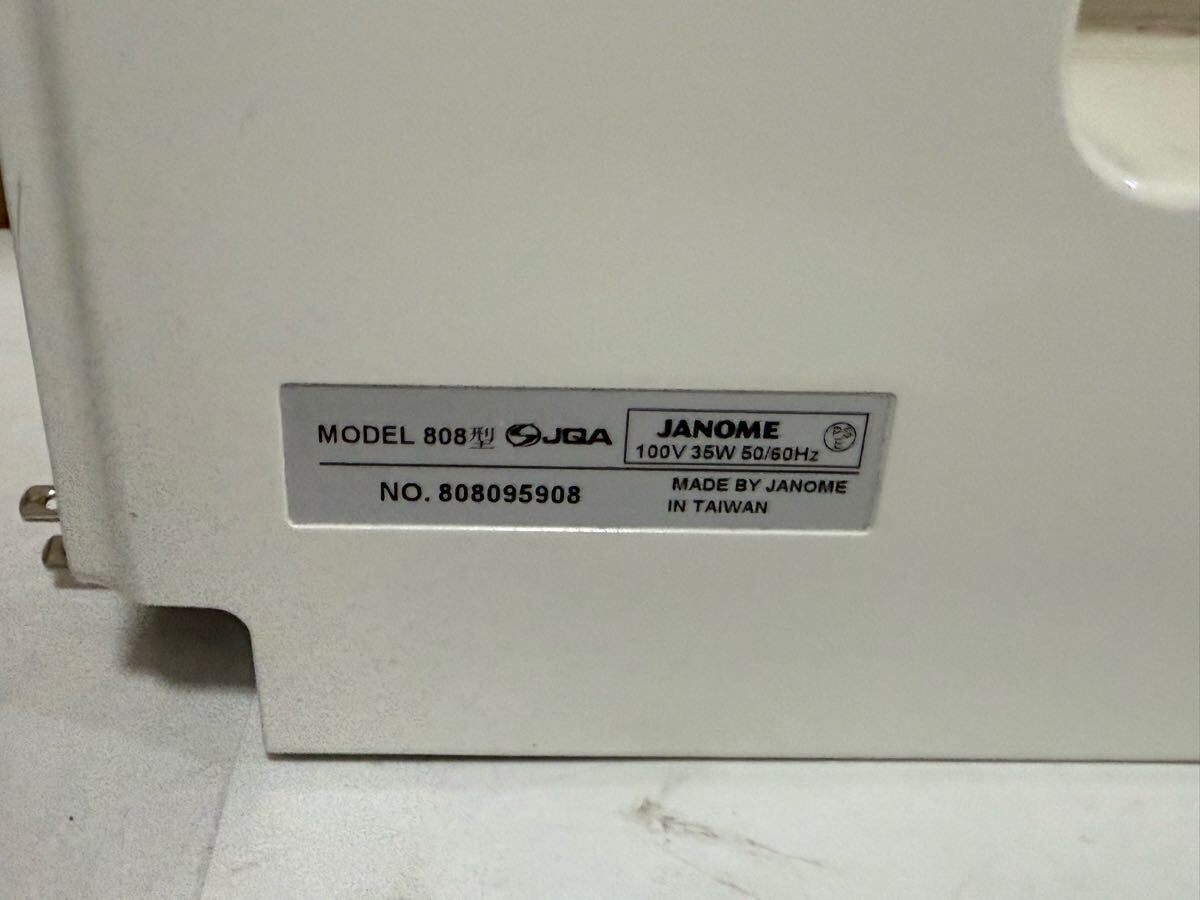 MODEL 808型 JQA JANOME
100V 35W 50/60Hz
NO. 808095908
MADE BY JANOME
IN TAIWAN